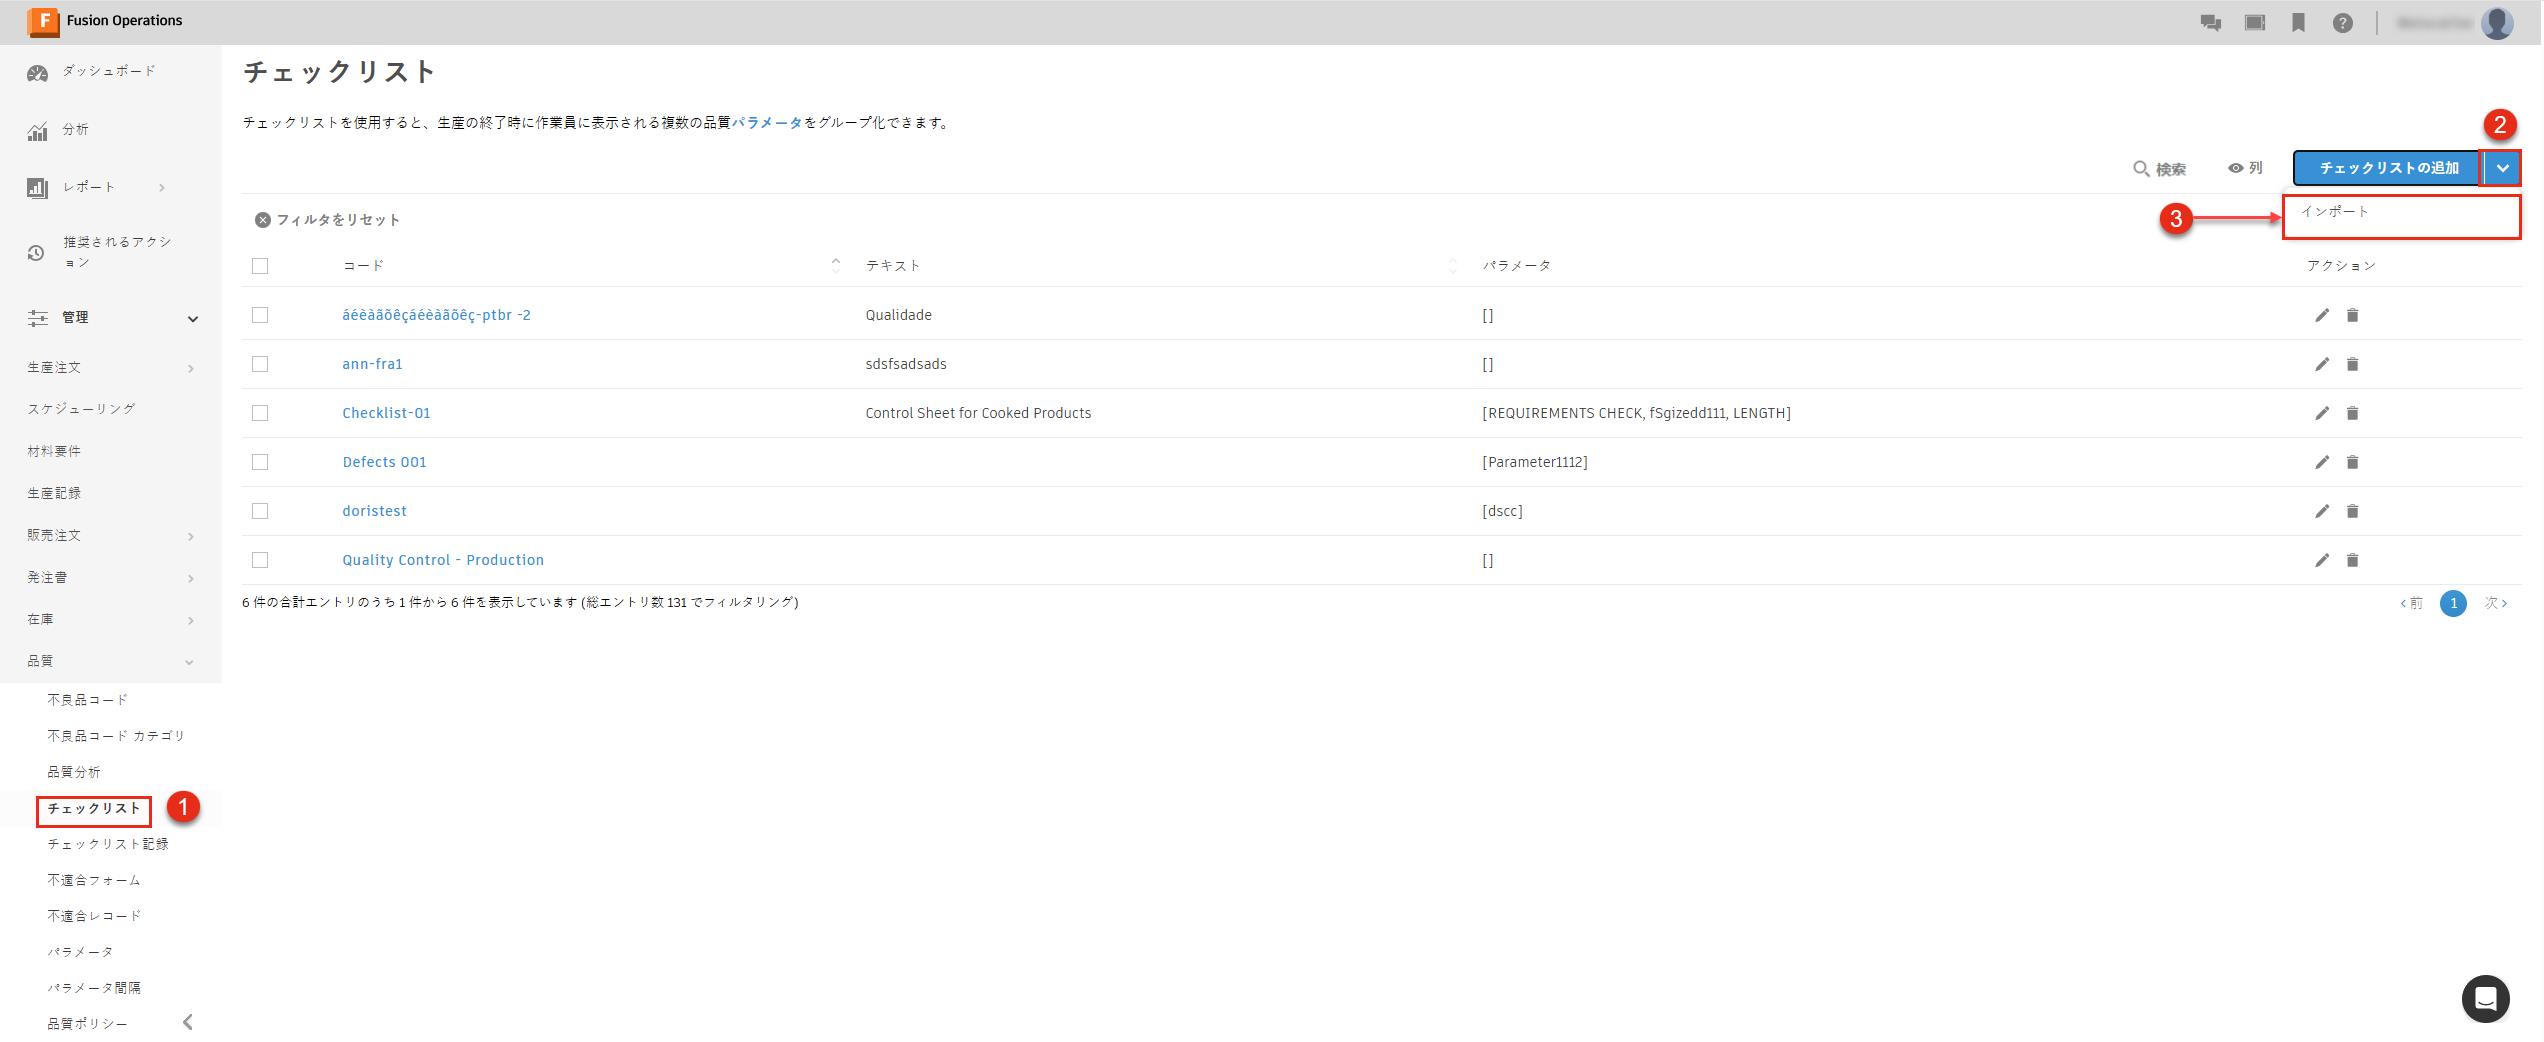 F Fusion Operations
?
ダッシュボード
分析
レポート
推奨されるアクシ
ョン
管理
生産注文
スケジューリング
材料要件
生産記録
販売注文
発注書
在庫
品質
不良品コード
不良品コード カテゴリ
品質分析
チェックリスト 1
チェックリスト記録
不適合フォーム
不適合レコード
パラメータ
パラメータ間隔
品質ポリシー
チェックリスト
チェックリストを使用すると、生産の終了時に作業員に表示される複数の品質パラメータをグループ化できます。
2
検索 列 チェックリストの追加
フィルタをリセット 3 インポート
コード テキスト パラメータ アクション
áéèàãõêçáéèàãõêç-ptbr -2 Qualidade []
ann-fra1 sdsfsadsads []
Checklist-01 Control Sheet for Cooked Products [REQUIREMENTS CHECK, fSgizedd111, LENGTH]
Defects 001 [Parameter1112]
doristest [dscc]
Quality Control - Production []
6 件の合計エントリのうち 1 件から 6 件を表示しています (総エントリ数 131 でフィルタリング) 前 1 次